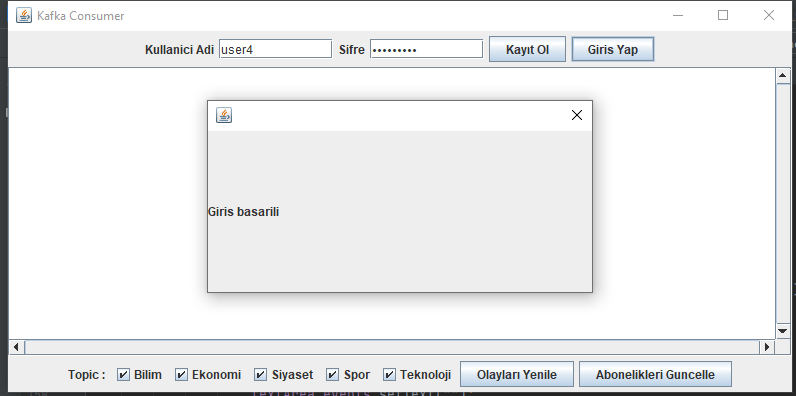 Kafka Consumer
Kullanici Adi user4 Sifre ••••••••• Kayıt Ol Giris Yap
Giris basarili
Topic : Bilim Ekonomi Siyaset Spor Teknoloji Olayları Yenile Abonelikleri Guncelle